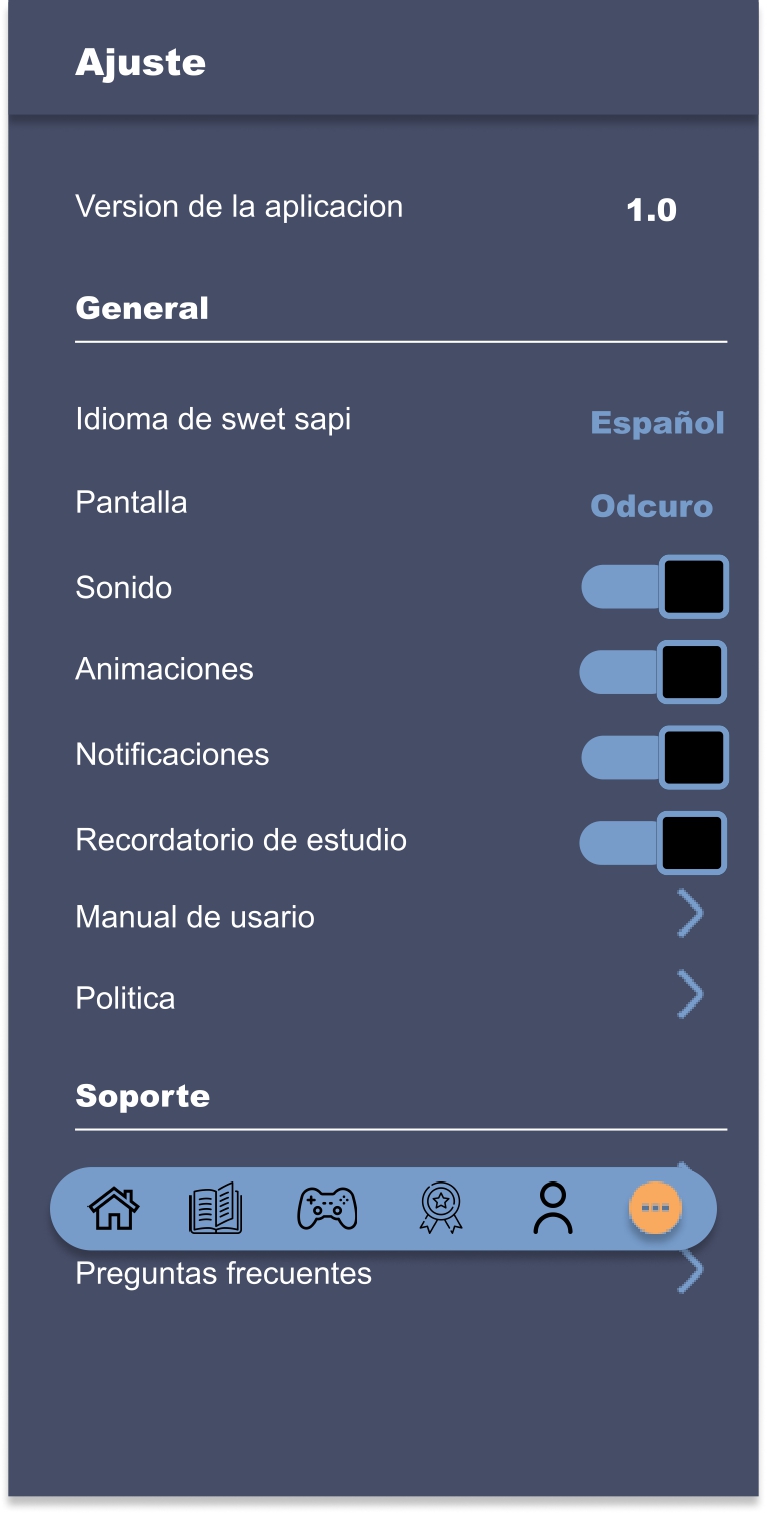 Ajuste
Version de la aplicacion 1.0
General
Idioma de swet sapi Español
Pantalla Odcuro
Sonido
Animaciones
Notificaciones
Recordatorio de estudio
Manual de usario
Politica
Soporte
Preguntas frecuentes